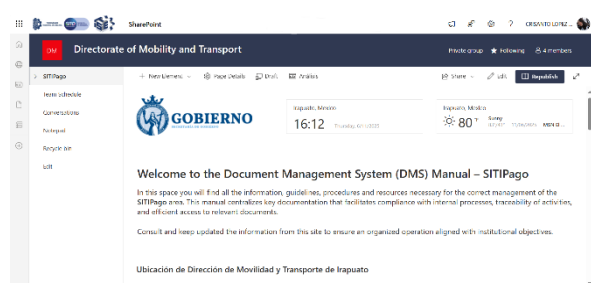 SharePoint
?
DM
Directorate of Mobility and Transport
Private group ★ Following 4 members
SITIPago
+ New Element
Page Details
Draft
Analisis
Share
Edit
Republish
Team Schedule
Conversations
Notepad
Recycle bin
Edit
GOBIERNO
Irapuato, Mexico
16:12
Irapuato, Mexico
80°F
Sunny
Welcome to the Document Management System (DMS) Manual – SITIPago
In this space you will find all the information, guidelines, procedures and resources necessary for the correct management of the
SITIPago area. This manual centralizes key documentation that facilitates compliance with internal processes, traceability of activities,
and efficient access to relevant documents.
Consult and keep updated the information from this site to ensure an organized operation aligned with institutional objectives.
Ubicación de Dirección de Movilidad y Transporte de Irapuato